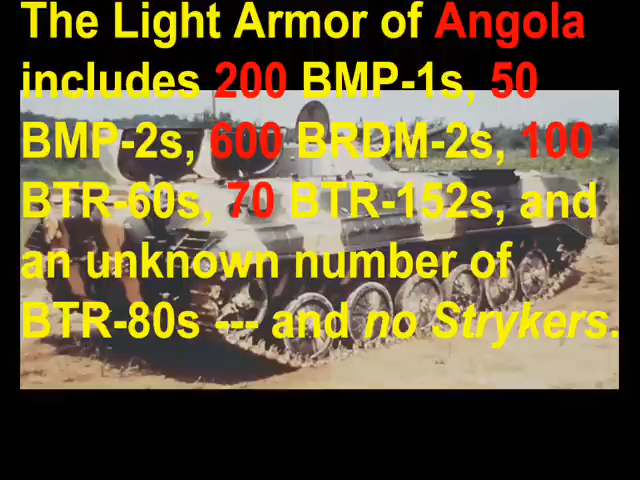 The Light Armor of Angola
includes 200 BMP-1s, 50
BMP-2s, 600 BRDM-2s, 100
BTR-60s, 70 BTR-152s, and
an unknown number of
BTR-80s --- and no Strykers.